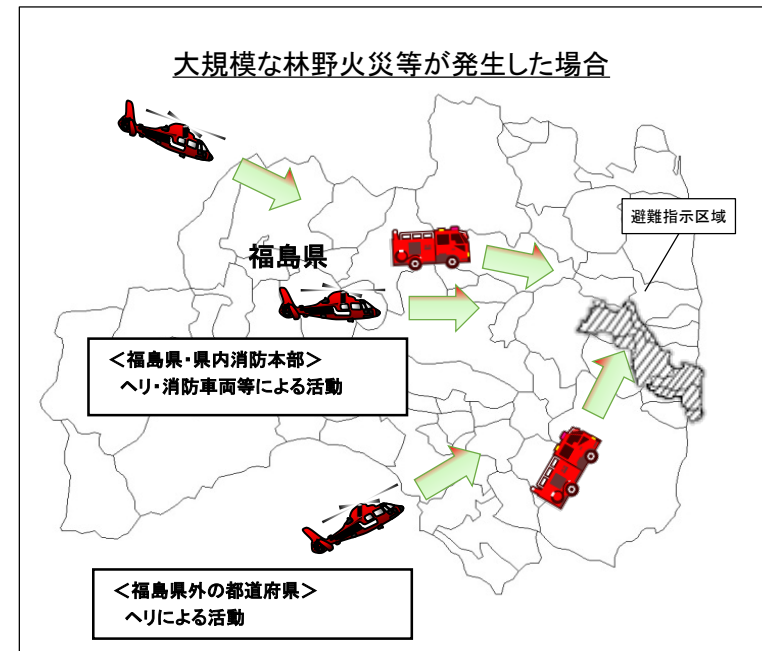 大規模な林野火災等が発生した場合
避難指示区域
福島県
＜福島県・県内消防本部＞
ヘリ・消防車両等による活動
＜福島県外の都道府県＞
ヘリによる活動